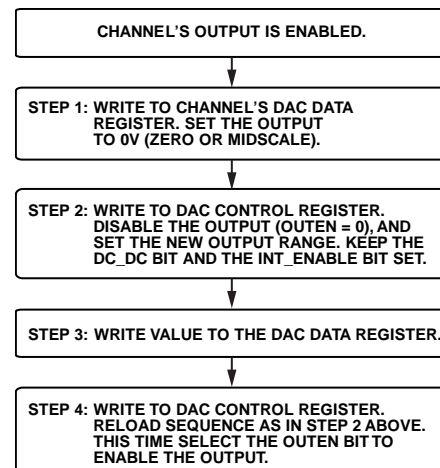 CHANNEL'S OUTPUT IS ENABLED.
STEP 1: WRITE TO CHANNEL'S DAC DATA
REGISTER. SET THE OUTPUT
TO 0V (ZERO OR MIDSCALE).
STEP 2: WRITE TO DAC CONTROL REGISTER.
DISABLE THE OUTPUT (OUTEN = 0), AND
SET THE NEW OUTPUT RANGE. KEEP THE
DC_DC BIT AND THE INT_ENABLE BIT SET.
STEP 3: WRITE VALUE TO THE DAC DATA REGISTER.
STEP 4: WRITE TO DAC CONTROL REGISTER.
RELOAD SEQUENCE AS IN STEP 2 ABOVE.
THIS TIME SELECT THE OUTEN BIT TO
ENABLE THE OUTPUT.